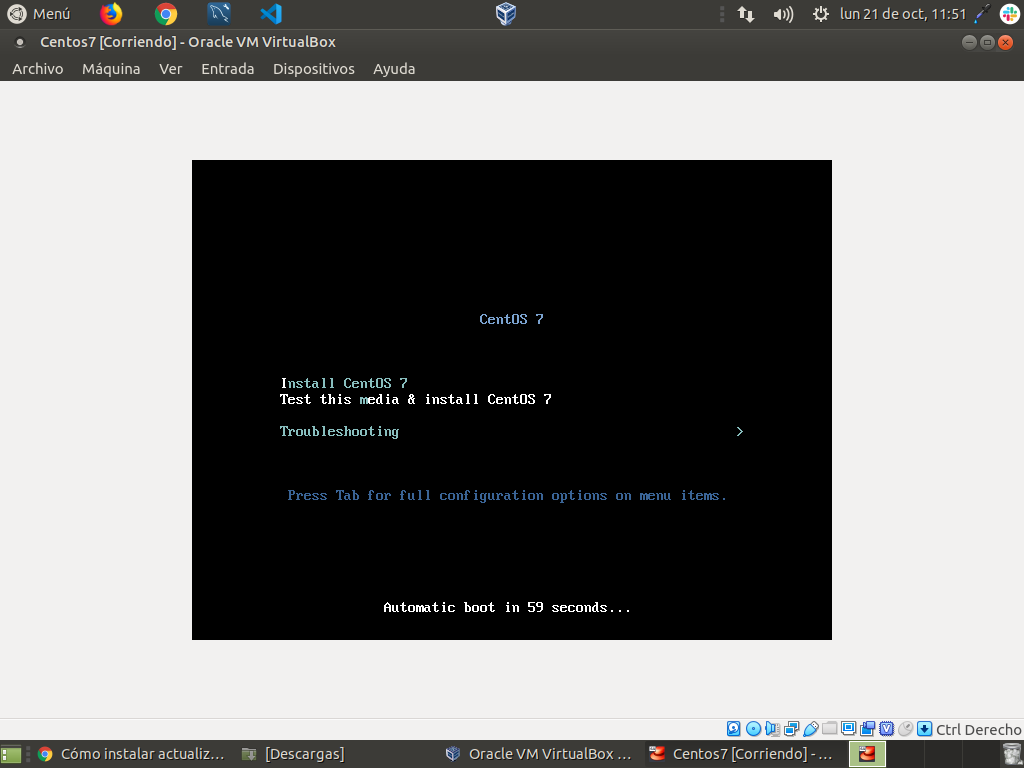 Menú
lun 21 de oct, 11:51
Centos7 [Corriendo] - Oracle VM VirtualBox
Archivo Máquina Ver Entrada Dispositivos Ayuda
CentOS 7
Install CentOS 7
Test this media & install CentOS 7
Troubleshooting >
Press Tab for full configuration options on menu items.
Automatic boot in 59 seconds...
Ctrl Derecho
Cómo instalar actualiz... [Descargas] Oracle VM VirtualBox ... Centos7 [Corriendo] -...